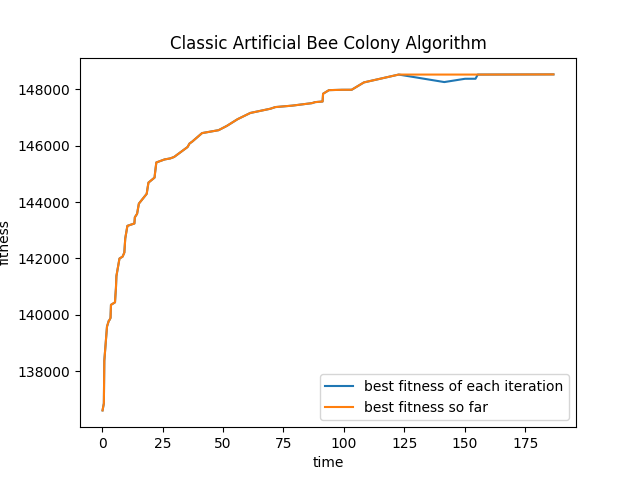 Classic Artificial Bee Colony Algorithm
148000
146000
144000
142000
140000
138000
fitness
best fitness of each iteration
best fitness so far
0 25 50 75 100 125 150 175
time